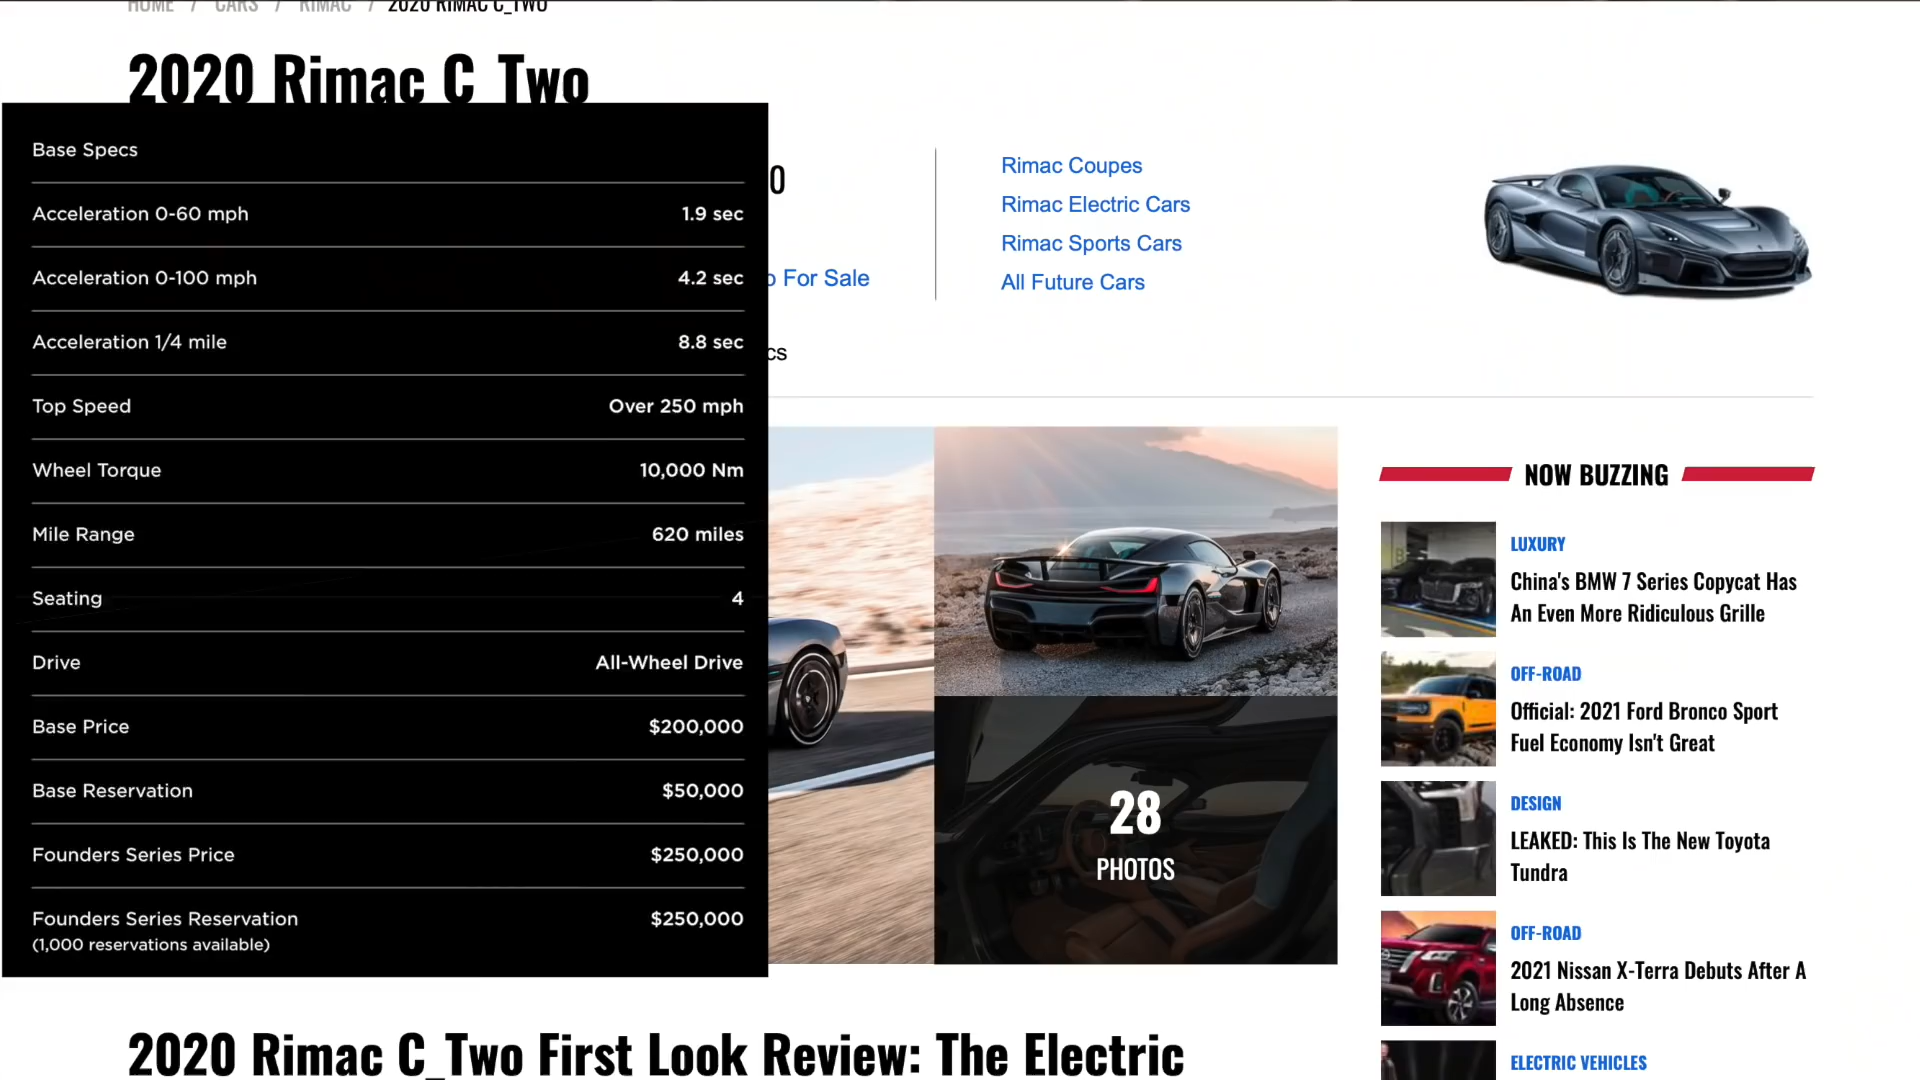 HOME / CARS / RIMAC / 2020 RIMAC C_TWO
2020 Rimac C_Two
Base Specs
Acceleration 0-60 mph 1.9 sec
Acceleration 0-100 mph 4.2 sec
Acceleration 1/4 mile 8.8 sec
Top Speed Over 250 mph
Wheel Torque 10,000 Nm
Mile Range 620 miles
Seating 4
Drive All-Wheel Drive
Base Price $200,000
Base Reservation $50,000
Founders Series Price $250,000
Founders Series Reservation $250,000
(1,000 reservations available)
0
For Sale
cs
Rimac Coupes
Rimac Electric Cars
Rimac Sports Cars
All Future Cars
28
PHOTOS
NOW BUZZING
LUXURY
China's BMW 7 Series Copycat Has
An Even More Ridiculous Grille
OFF-ROAD
Official: 2021 Ford Bronco Sport
Fuel Economy Isn't Great
DESIGN
LEAKED: This Is The New Toyota
Tundra
OFF-ROAD
2021 Nissan X-Terra Debuts After A
Long Absence
ELECTRIC VEHICLES
2020 Rimac C_Two First Look Review: The Electric